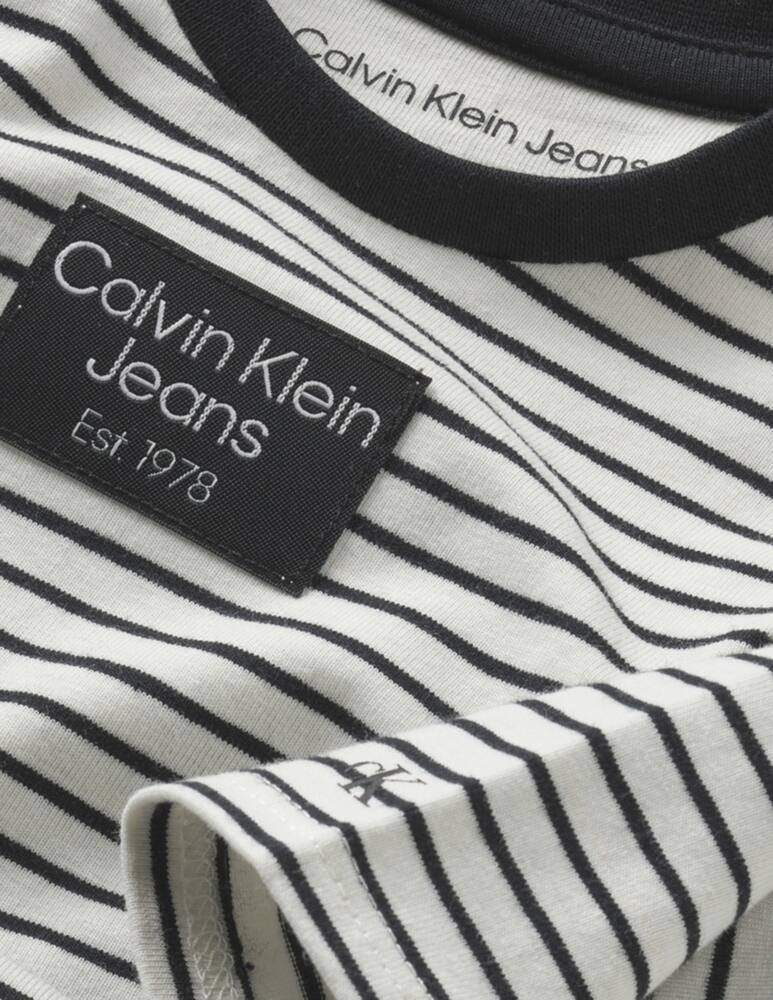 Calvin Klein Jeans
Calvin Klein
Jeans
Est. 1978
cK